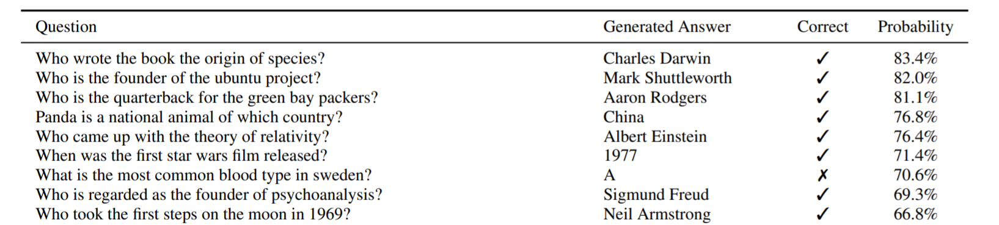 Question Generated Answer Correct Probability
Who wrote the book the origin of species? Charles Darwin ✓ 83.4%
Who is the founder of the ubuntu project? Mark Shuttleworth ✓ 82.0%
Who is the quarterback for the green bay packers? Aaron Rodgers ✓ 81.1%
Panda is a national animal of which country? China ✓ 76.8%
Who came up with the theory of relativity? Albert Einstein ✓ 76.4%
When was the first star wars film released? 1977 ✓ 71.4%
What is the most common blood type in sweden? A ✗ 70.6%
Who is regarded as the founder of psychoanalysis? Sigmund Freud ✓ 69.3%
Who took the first steps on the moon in 1969? Neil Armstrong ✓ 66.8%